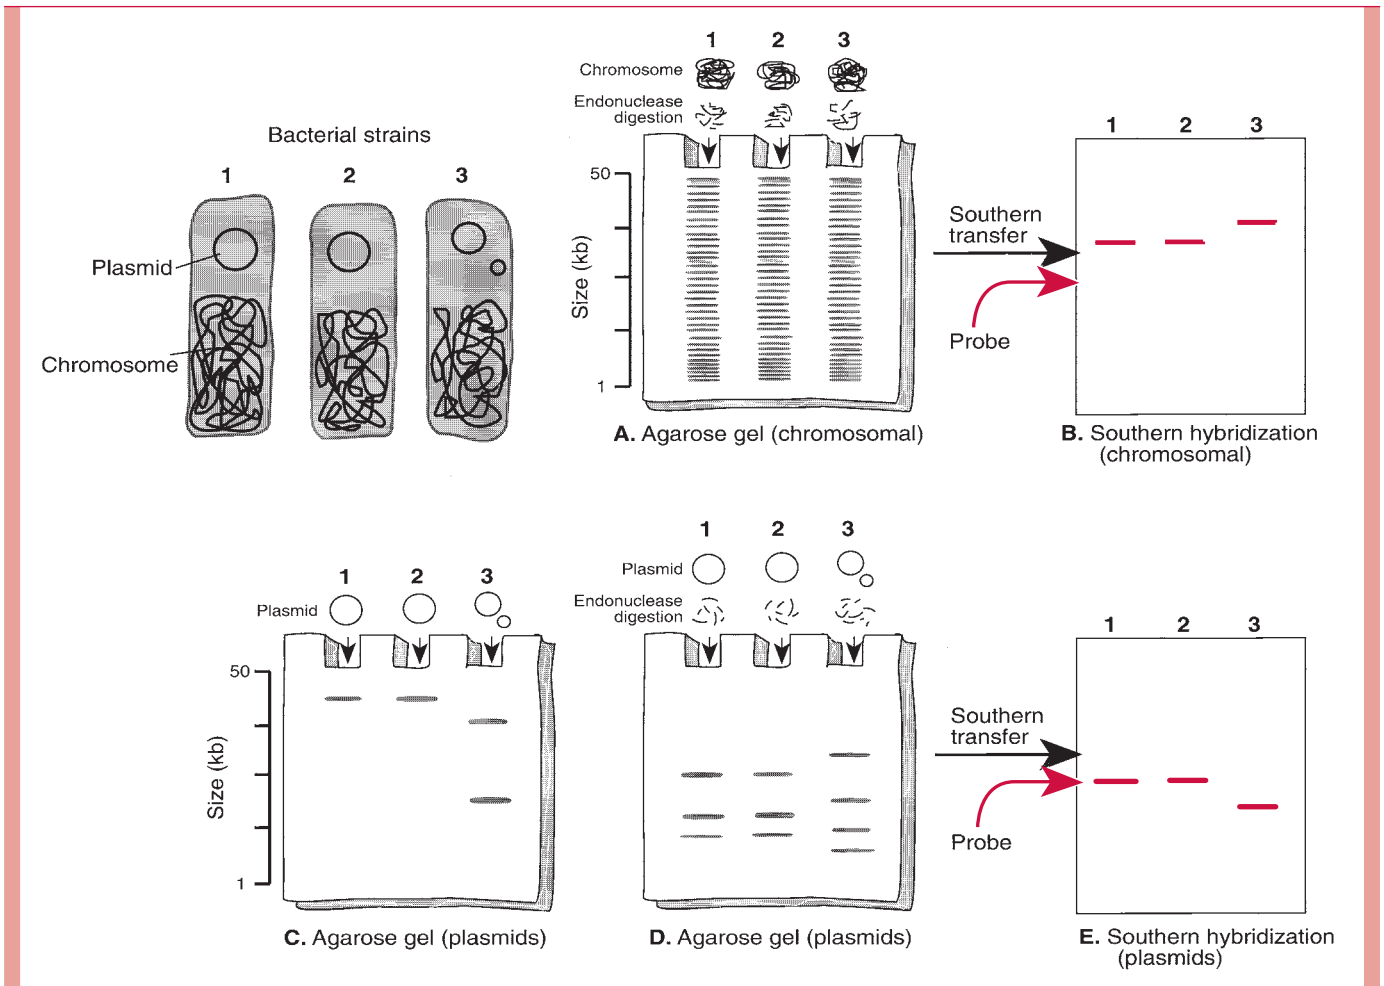 Bacterial strains
1 2 3
Plasmid
Chromosome
1 2 3
Chromosome
Endonuclease
digestion
50
Size (kb)
1
A. Agarose gel (chromosomal)
Southern
transfer
Probe
1 2 3
B. Southern hybridization
(chromosomal)
1 2 3
Plasmid
50
Size (kb)
1
C. Agarose gel (plasmids)
1 2 3
Plasmid
Endonuclease
digestion
D. Agarose gel (plasmids)
Southern
transfer
Probe
1 2 3
E. Southern hybridization
(plasmids)